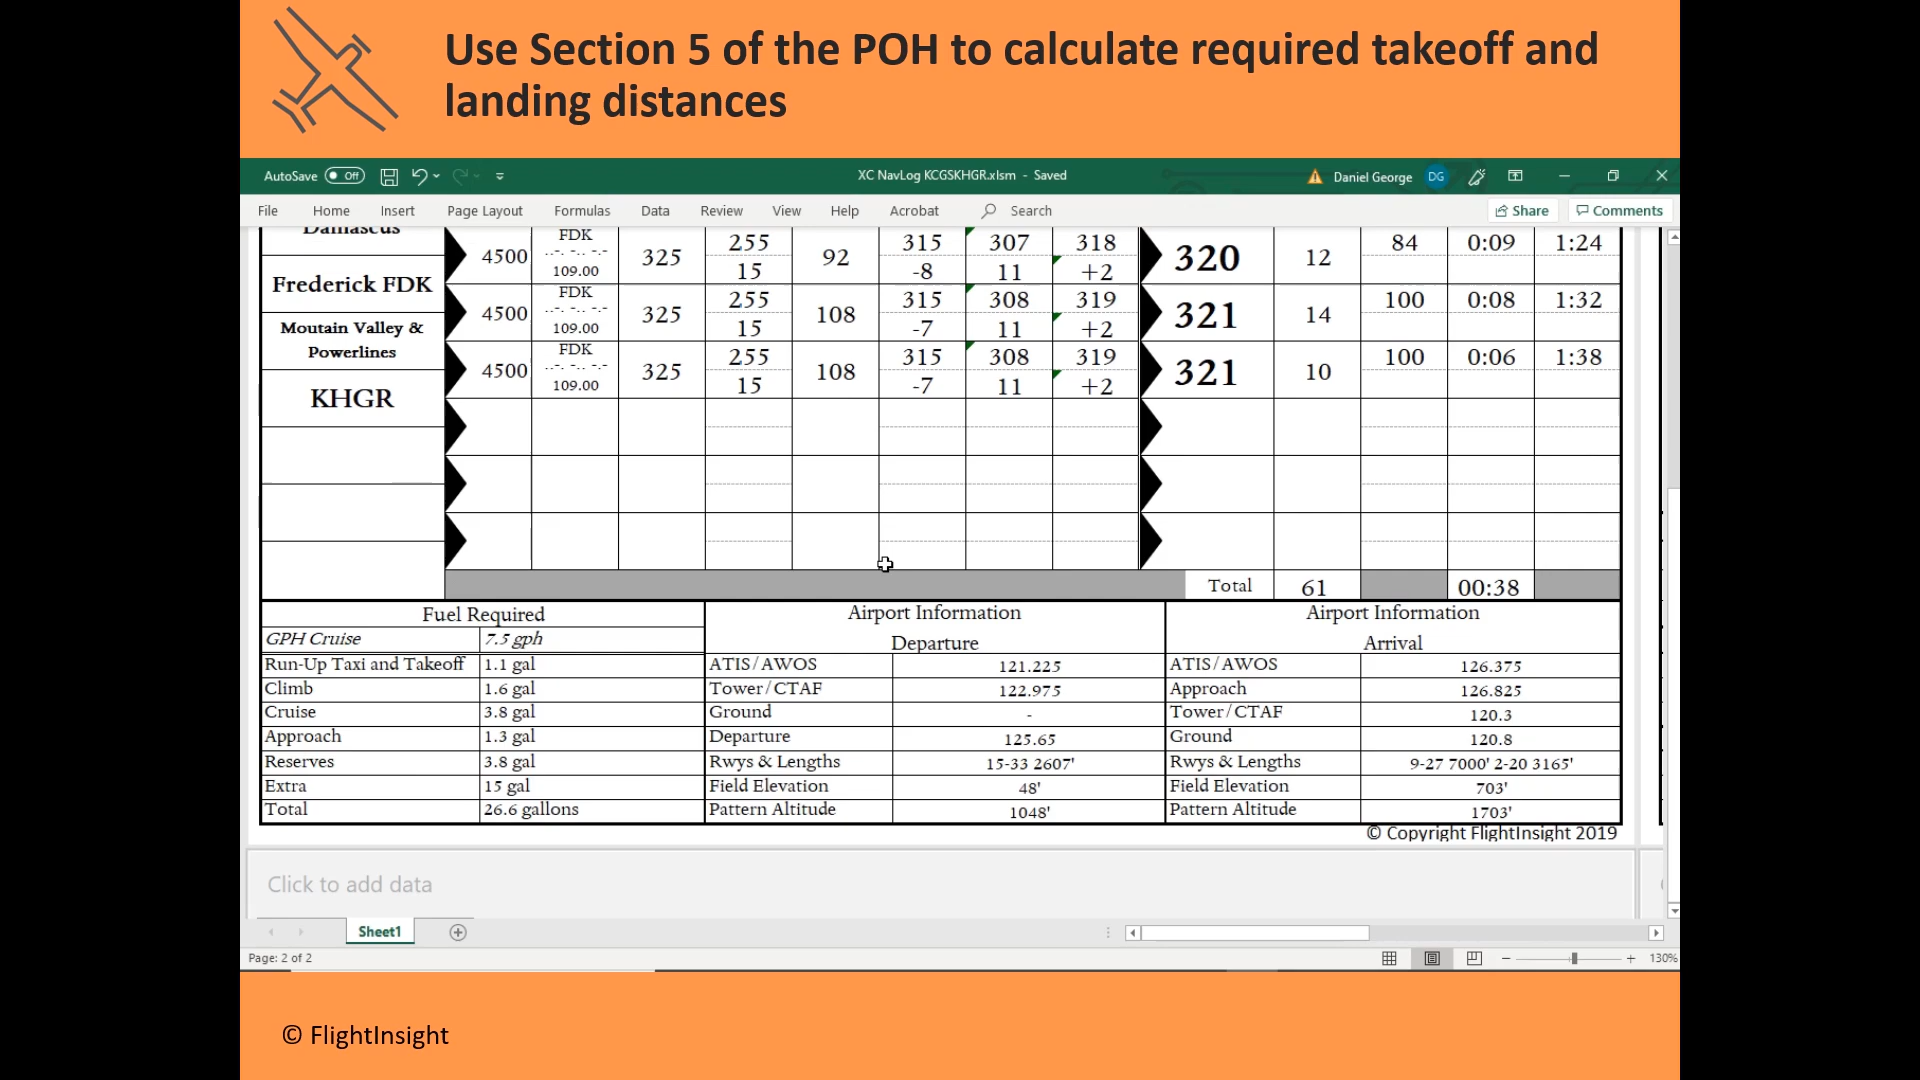 Use Section 5 of the POH to calculate required takeoff and
landing distances
AutoSave Off
XC NavLog KCGSKHGR.xlsm - Saved
Daniel George DG
File Home Insert Page Layout Formulas Data Review View Help Acrobat Search Share Comments
Damascus
4500 FDK ..-. -.. -.- 109.00 325 255 15 92 315 -8 307 11 318 +2 320 12 84 0:09 1:24
Frederick FDK
4500 FDK ..-. -.. -.- 109.00 325 255 15 108 315 -7 308 11 319 +2 321 14 100 0:08 1:32
Moutain Valley &
Powerlines
4500 FDK ..-. -.. -.- 109.00 325 255 15 108 315 -7 308 11 319 +2 321 10 100 0:06 1:38
KHGR
Total 61 00:38
Fuel Required
GPH Cruise 7.5 gph
Run-Up Taxi and Takeoff 1.1 gal
Climb 1.6 gal
Cruise 3.8 gal
Approach 1.3 gal
Reserves 3.8 gal
Extra 15 gal
Total 26.6 gallons
Airport Information
Departure
ATIS/AWOS 121.225
Tower/CTAF 122.975
Ground -
Departure 125.65
Rwys & Lengths 15-33 2607'
Field Elevation 48'
Pattern Altitude 1048'
Airport Information
Arrival
ATIS/AWOS 126.375
Approach 126.825
Tower/CTAF 120.3
Ground 120.8
Rwys & Lengths 9-27 7000' 2-20 3165'
Field Elevation 703'
Pattern Altitude 1703'
© Copyright FlightInsight 2019
Click to add data
Sheet1
Page: 2 of 2
130%
© FlightInsight